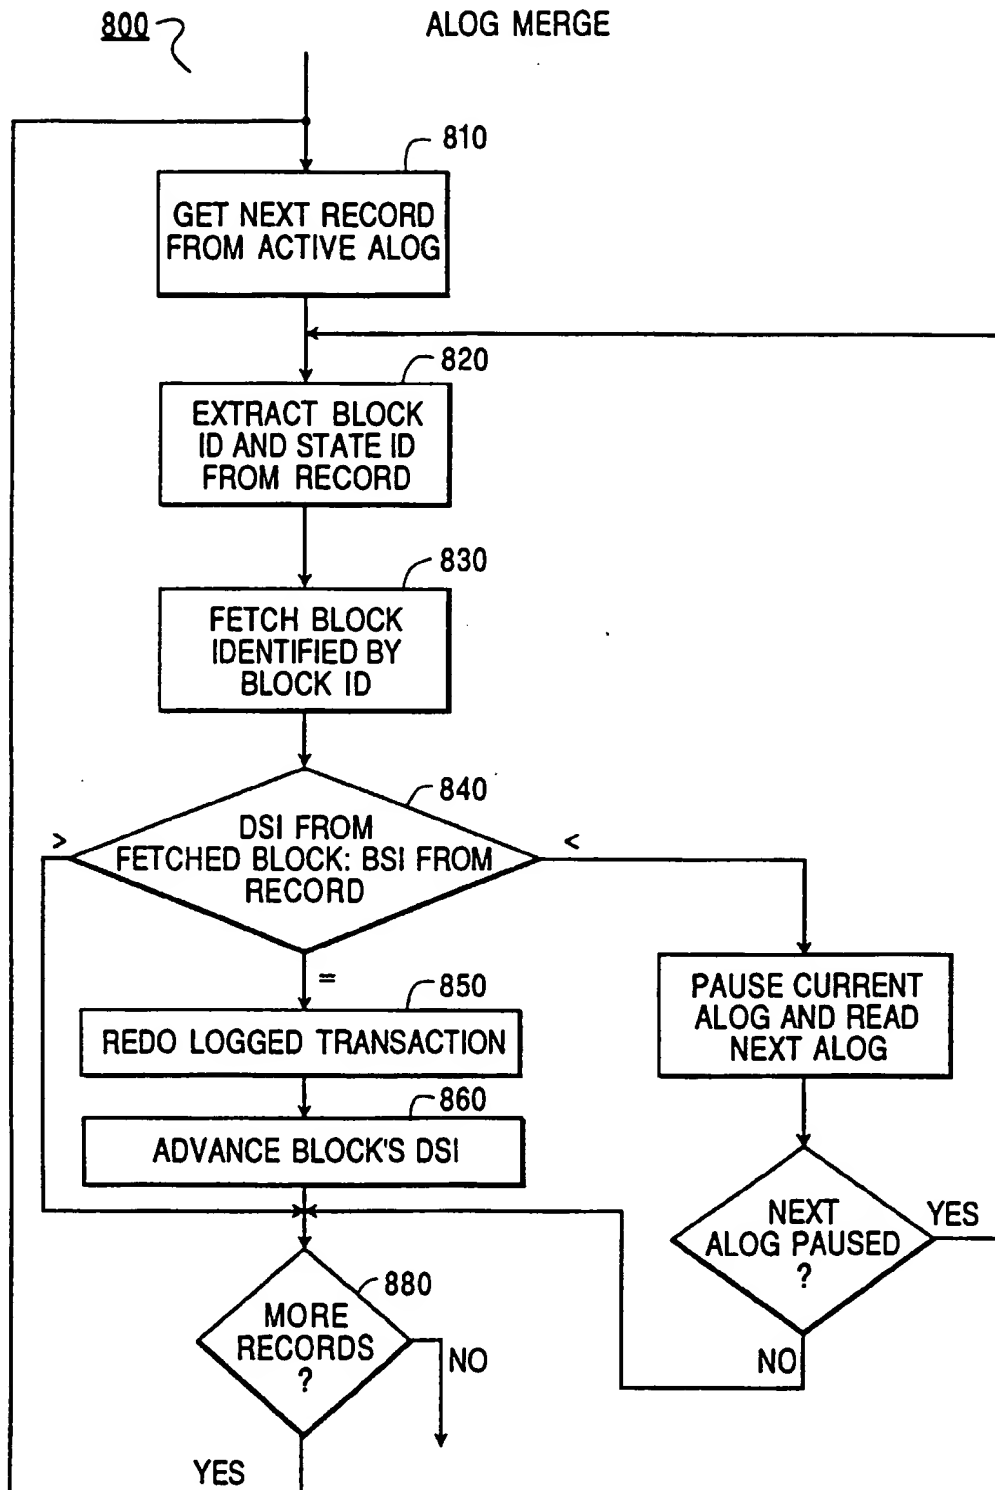 800
ALOG MERGE
810
GET NEXT RECORD
FROM ACTIVE ALOG
820
EXTRACT BLOCK
ID AND STATE ID
FROM RECORD
830
FETCH BLOCK
IDENTIFIED BY
BLOCK ID
840
>
<
DSI FROM
FETCHED BLOCK: BSI FROM
RECORD
=
850
REDO LOGGED TRANSACTION
PAUSE CURRENT
ALOG AND READ
NEXT ALOG
860
ADVANCE BLOCK'S DSI
NEXT
ALOG PAUSED
?
YES
NO
880
MORE
RECORDS
?
NO
YES